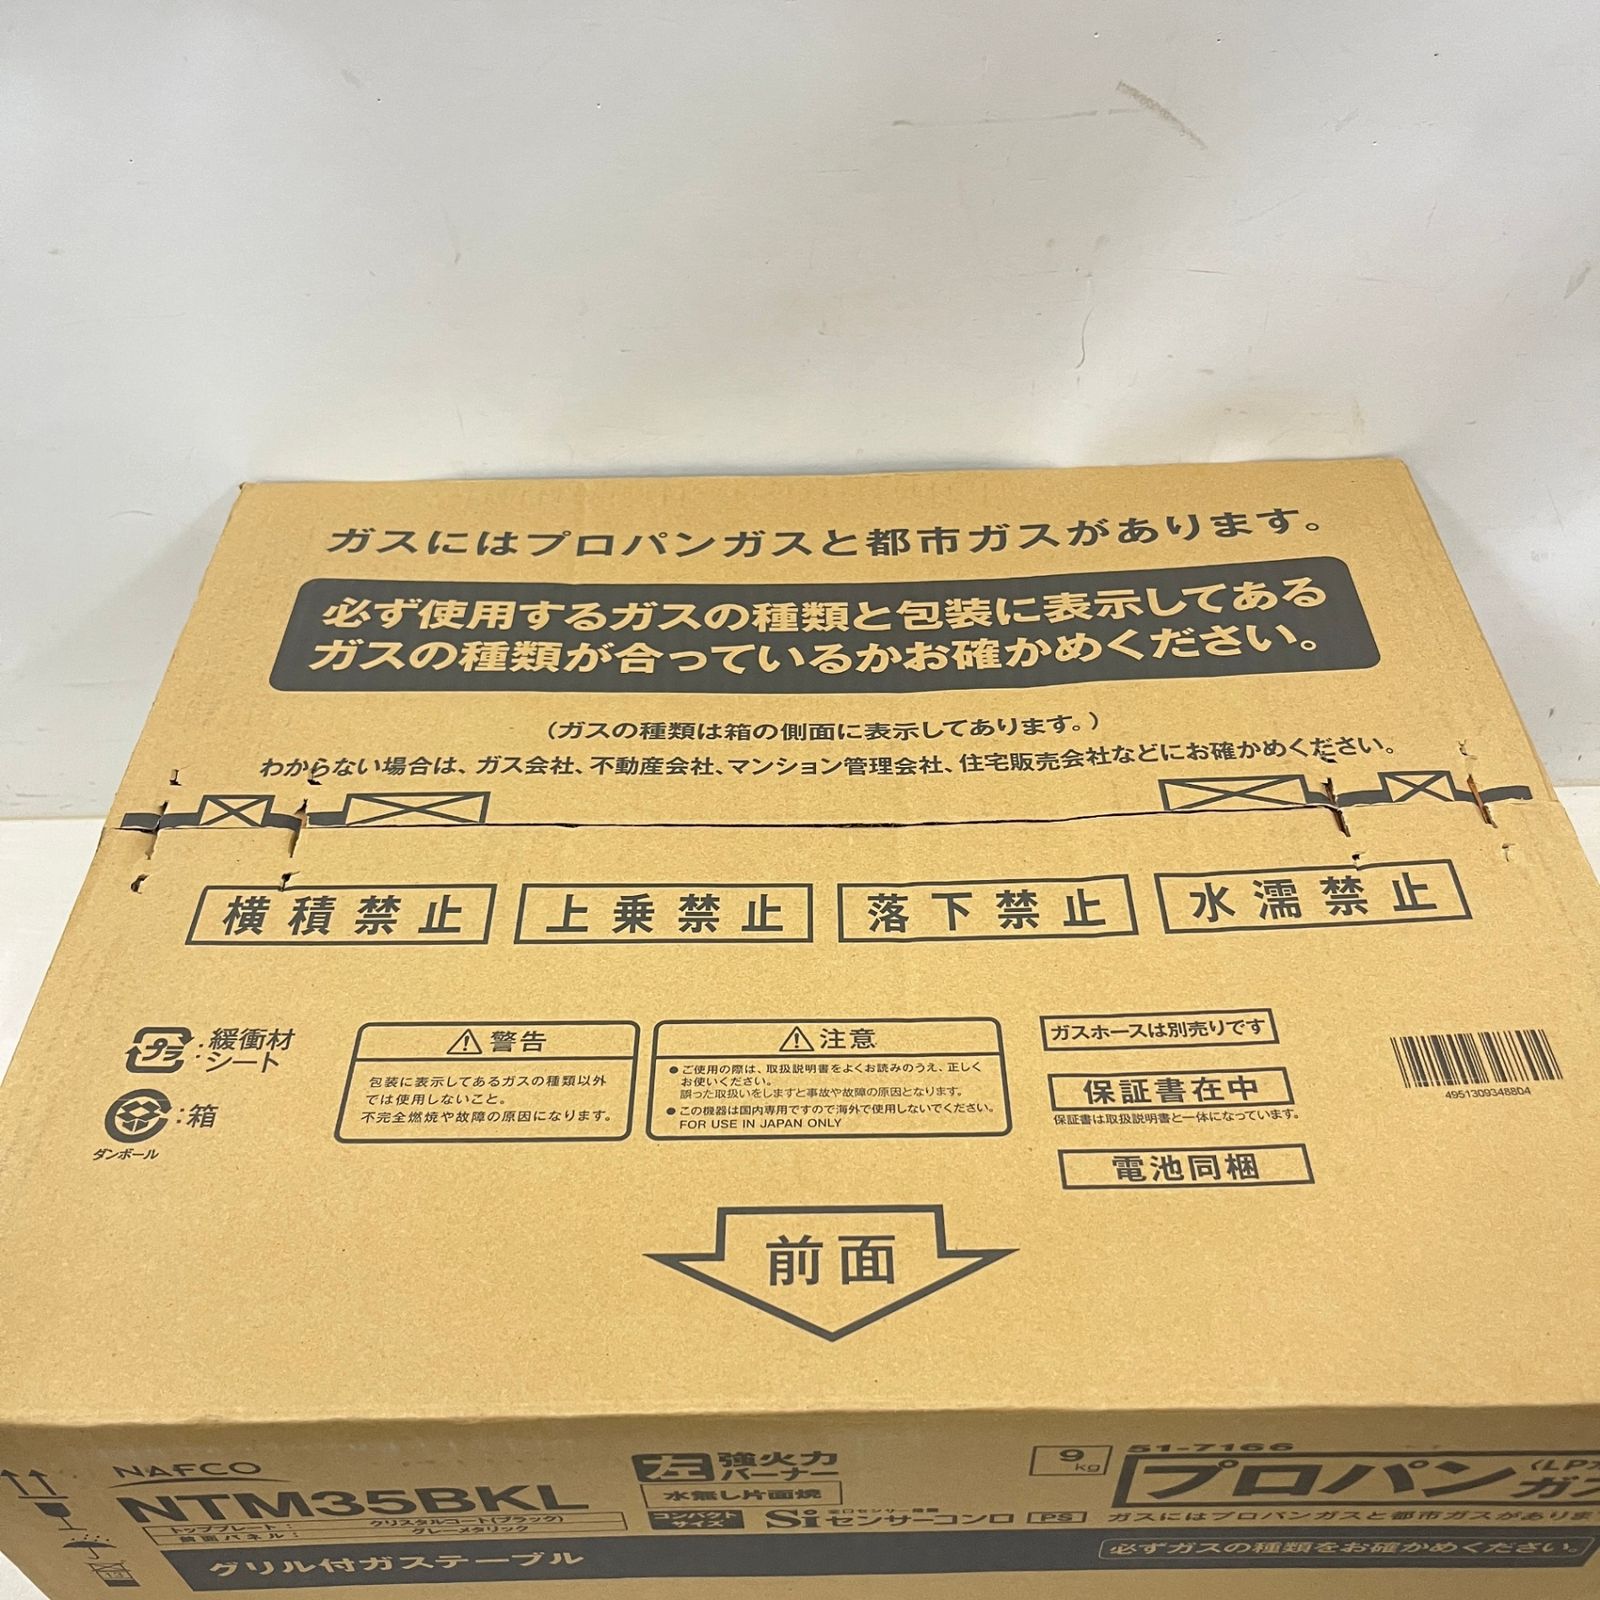 ガスにはプロパンガスと都市ガスがあります。
必ず使用するガスの種類と包装に表示してある
ガスの種類が合っているかお確かめください。
(ガスの種類は箱の側面に表示してあります。)
わからない場合は、ガス会社、不動産会社、マンション管理会社、住宅販売会社などにお確かめください。
横積禁止
上乗禁止
落下禁止
水濡禁止
プラ
:緩衝材
シート
:箱
ダンボール
警告
包装に表示してあるガスの種類以外
では使用しないこと。
不完全燃焼や故障の原因になります。
注意
●ご使用の際は、取扱説明書をよくお読みのうえ、正しく
お使いください。
誤った取扱いをしますと事故や故障の原因となります。
●この機器は国内専用ですので海外で使用しないでください。
FOR USE IN JAPAN ONLY
ガスホースは別売りです
保証書在中
保証書は取扱説明書と一体になっています。
電池同梱
4951309348804
前面
NAFCO
NTM35BKL
トッププレート: クリスタルコート(ブラック)
前面パネル: グレーメタリック
グリル付ガステーブル
左 強火力
バーナー
水無し片面焼
コンパクト
サイズ
Siセンサーコンロ
PS
9
kg
51-7166
プロパン
ガスにはプロパンガスと都市ガスがありま
必ずガスの種類をお確かめください。